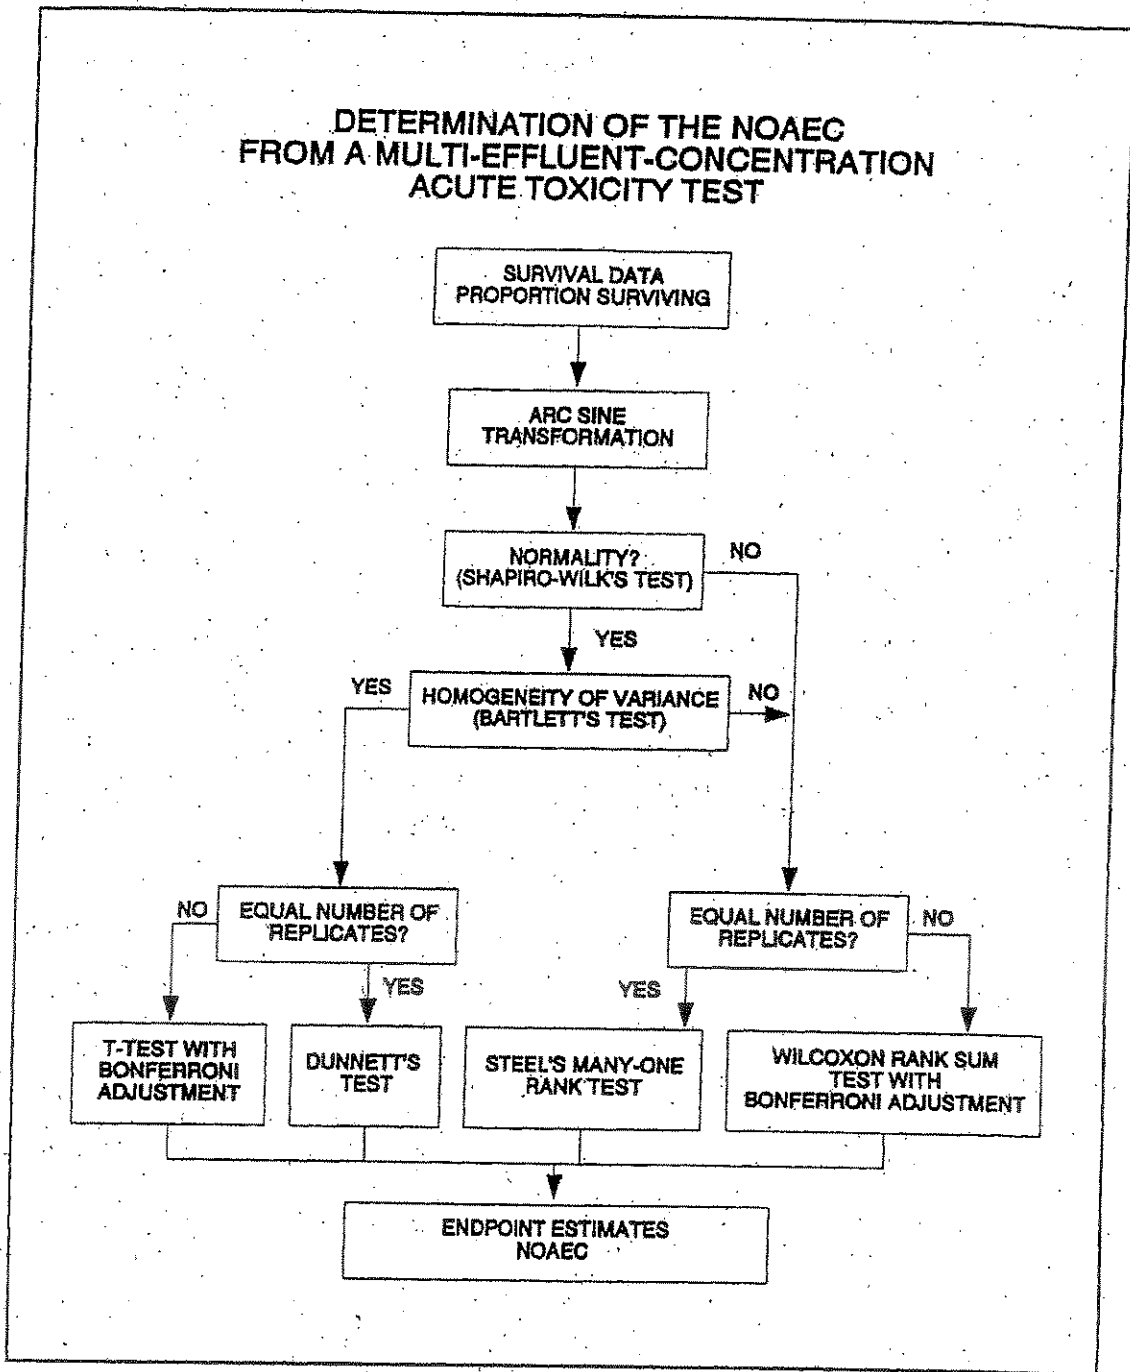 DETERMINATION OF THE NOAEC
FROM A MULTI-EFFLUENT-CONCENTRATION
ACUTE TOXICITY TEST
SURVIVAL DATA
PROPORTION SURVIVING
ARC SINE
TRANSFORMATION
NORMALITY?
(SHAPIRO-WILK'S TEST)
NO
YES
YES
HOMOGENEITY OF VARIANCE
(BARTLETT'S TEST)
NO
NO
EQUAL NUMBER OF
REPLICATES?
EQUAL NUMBER OF
REPLICATES?
NO
YES
YES
T-TEST WITH
BONFERRONI
ADJUSTMENT
DUNNETT'S
TEST
STEEL'S MANY-ONE
RANK TEST
WILCOXON RANK SUM
TEST WITH
BONFERRONI ADJUSTMENT
ENDPOINT ESTIMATES
NOAEC